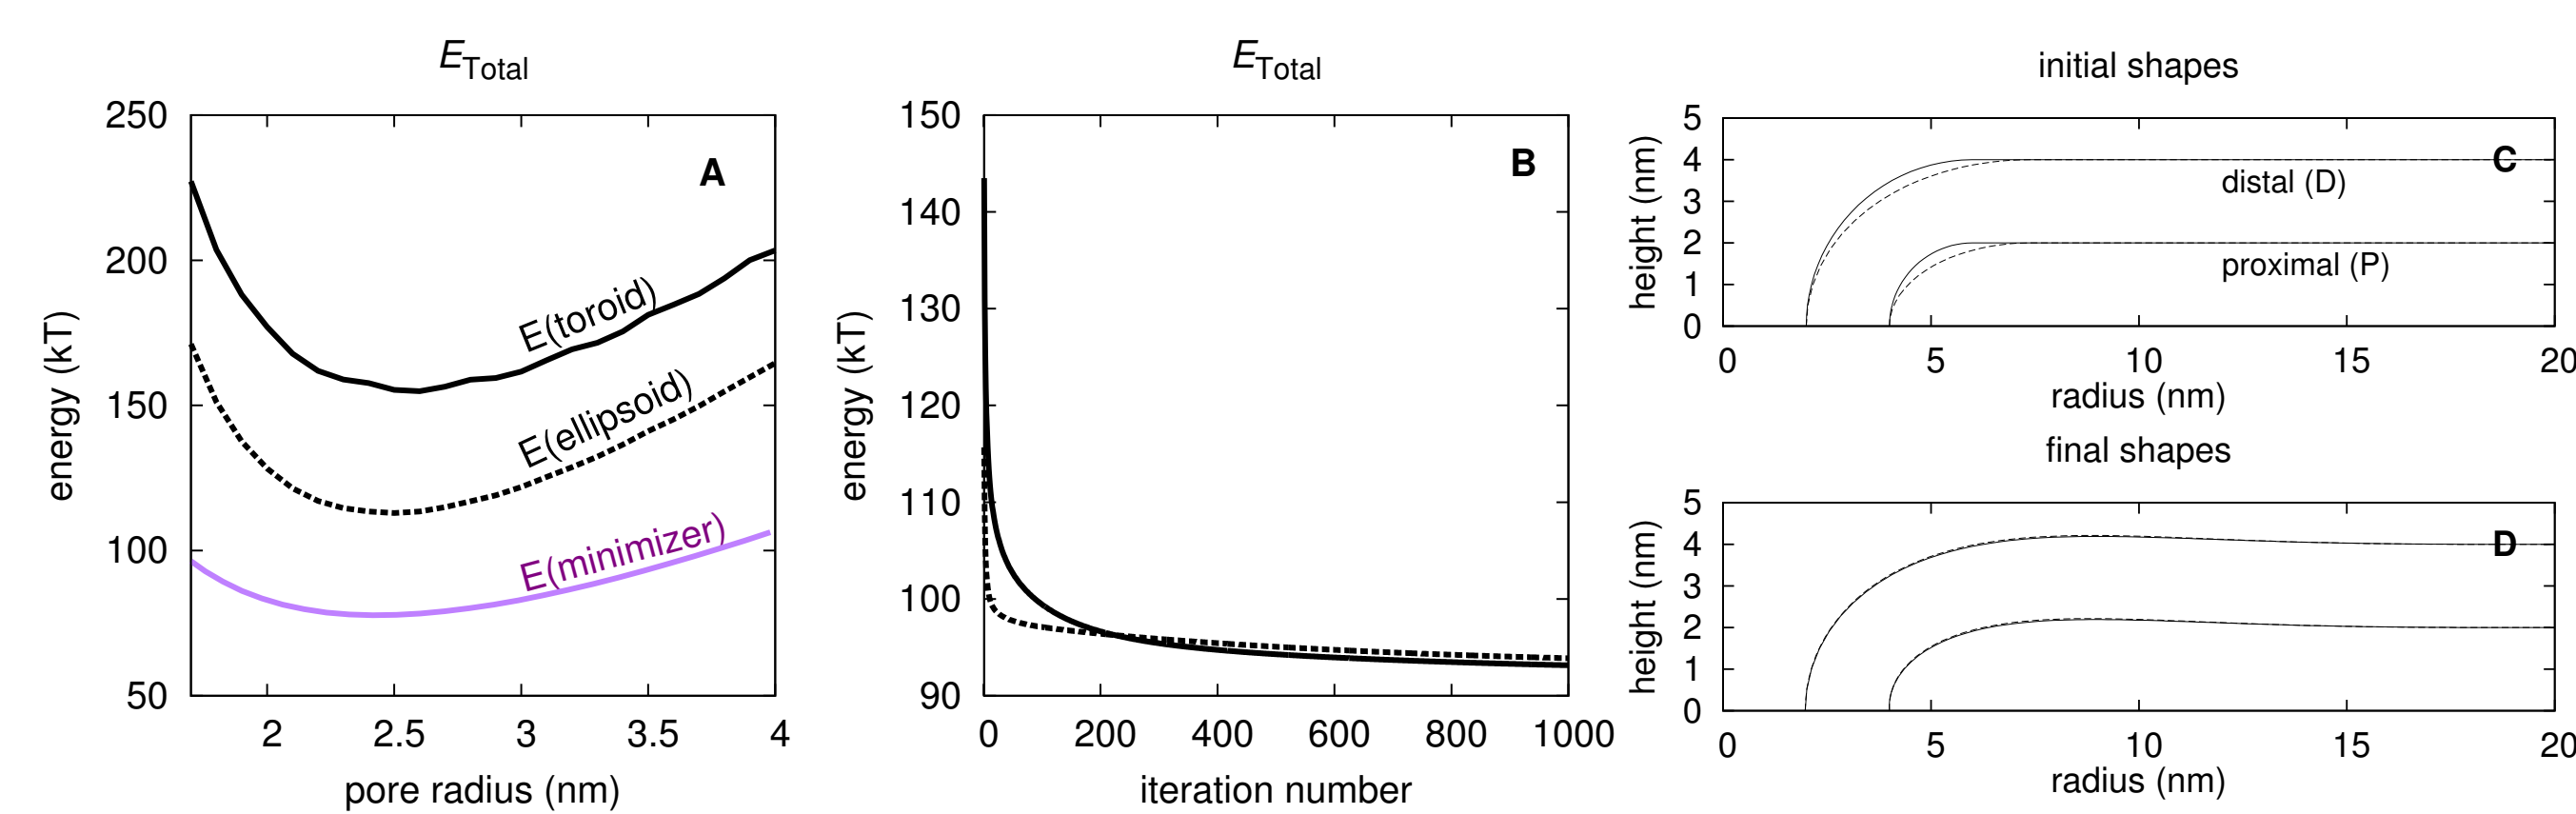 E_Total
250
200
150
100
50
energy (kT)
A
E(toroid)
E(ellipsoid)
E(minimizer)
2
2.5
3
3.5
4
pore radius (nm)
E_Total
150
140
130
120
110
100
90
energy (kT)
B
0
200
400
600
800
1000
iteration number
initial shapes
5
4
3
2
1
0
height (nm)
C
distal (D)
proximal (P)
0
5
10
15
20
radius (nm)
final shapes
5
4
3
2
1
0
height (nm)
D
0
5
10
15
20
radius (nm)